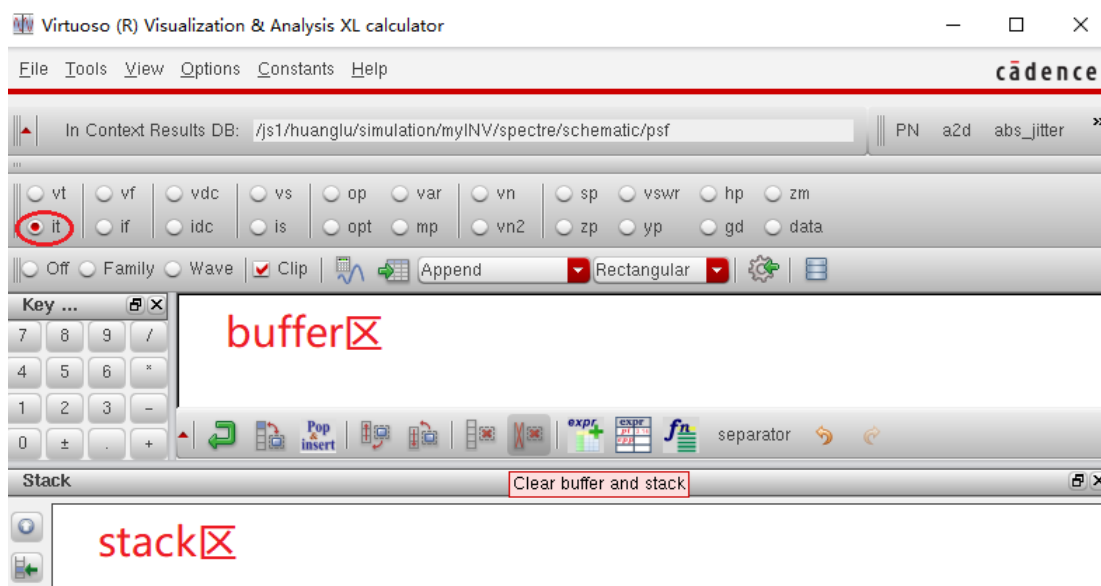 Virtuoso (R) Visualization & Analysis XL calculator
File Tools View Options Constants Help cādence
In Context Results DB: /js1/huanglu/simulation/myINV/spectre/schematic/psf PN a2d abs_jitter »
vt vf vdc vs op var vn sp vswr hp zm
it if idc is opt mp vn2 zp yp gd data
Off Family Wave Clip Append Rectangular
Key ...
7 8 9 /
4 5 6 *
1 2 3 -
0 ± . +
buffer区
Pop & insert expr expr fn separator
Stack
Clear buffer and stack
stack区